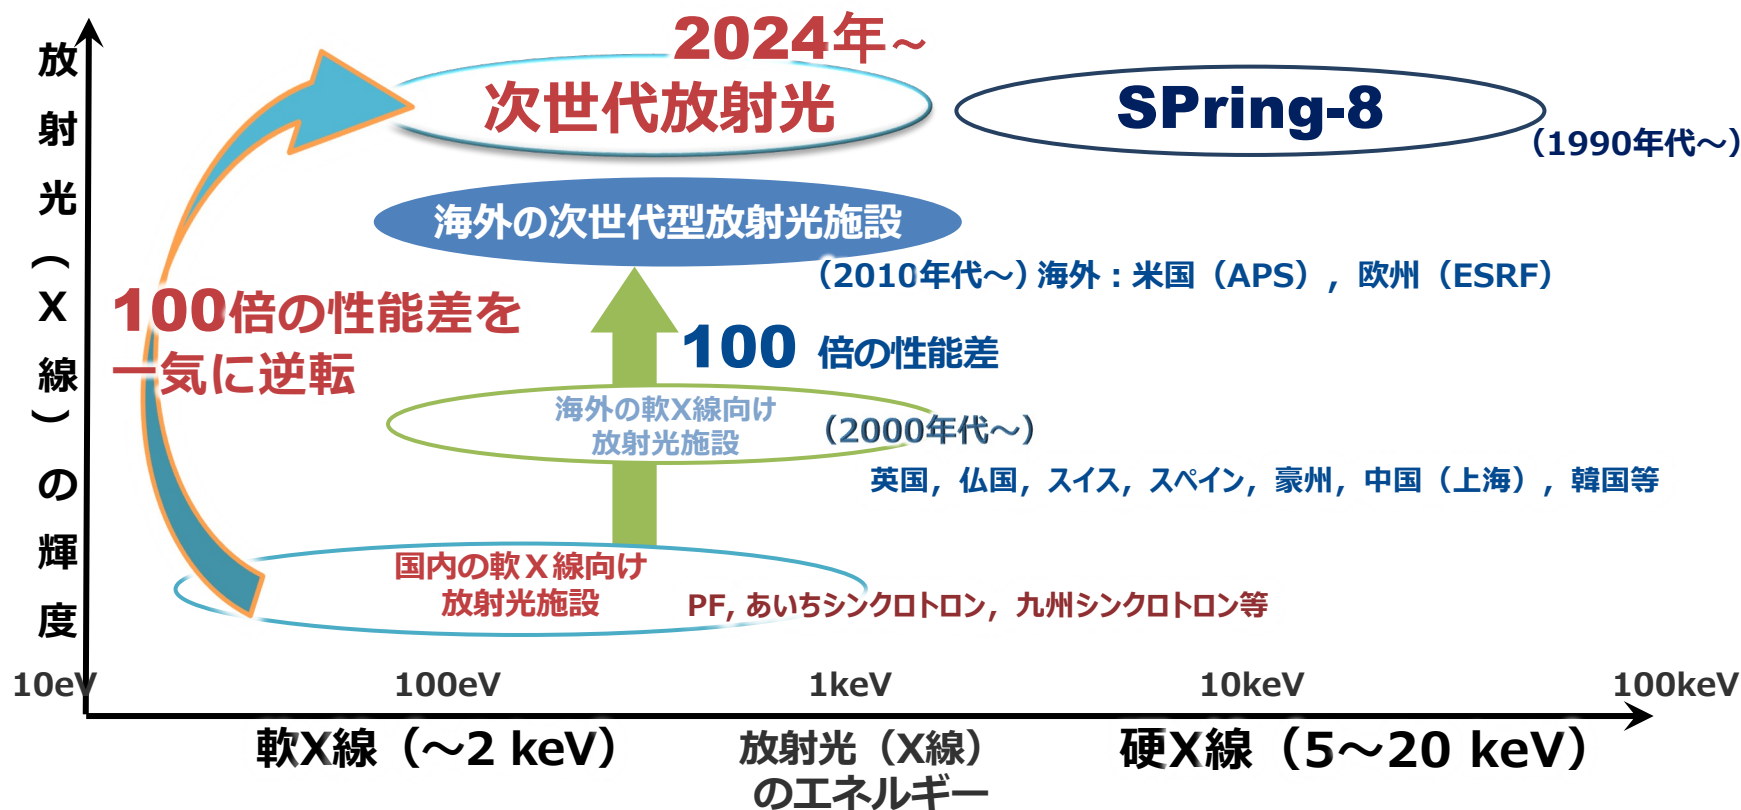 放射光（X線）の輝度
2024年～
次世代放射光
SPring-8
（1990年代～）
海外の次世代型放射光施設
（2010年代～）海外：米国（APS），欧州（ESRF）
100倍の性能差を
一気に逆転
100 倍の性能差
海外の軟X線向け
放射光施設
（2000年代～）
英国，仏国，スイス，スペイン，豪州，中国（上海），韓国等
国内の軟Ｘ線向け
放射光施設
PF, あいちシンクロトロン，九州シンクロトロン等
10eV 100eV 1keV 10keV 100keV
軟X線（～2 keV） 放射光（X線） 硬X線（5～20 keV）
のエネルギー